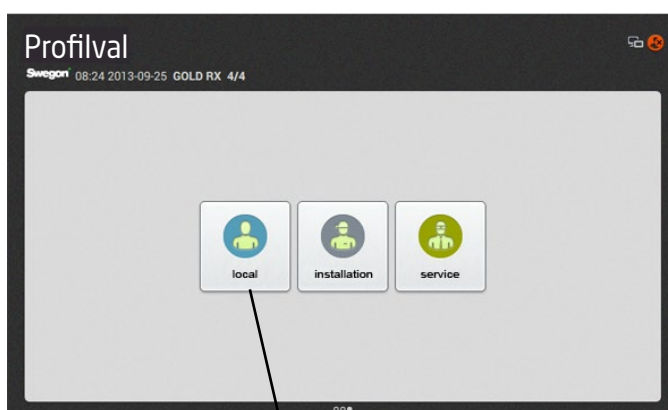 Profilval
Swegon 08:24 2013-09-25 GOLD RX 4/4
local
installation
service